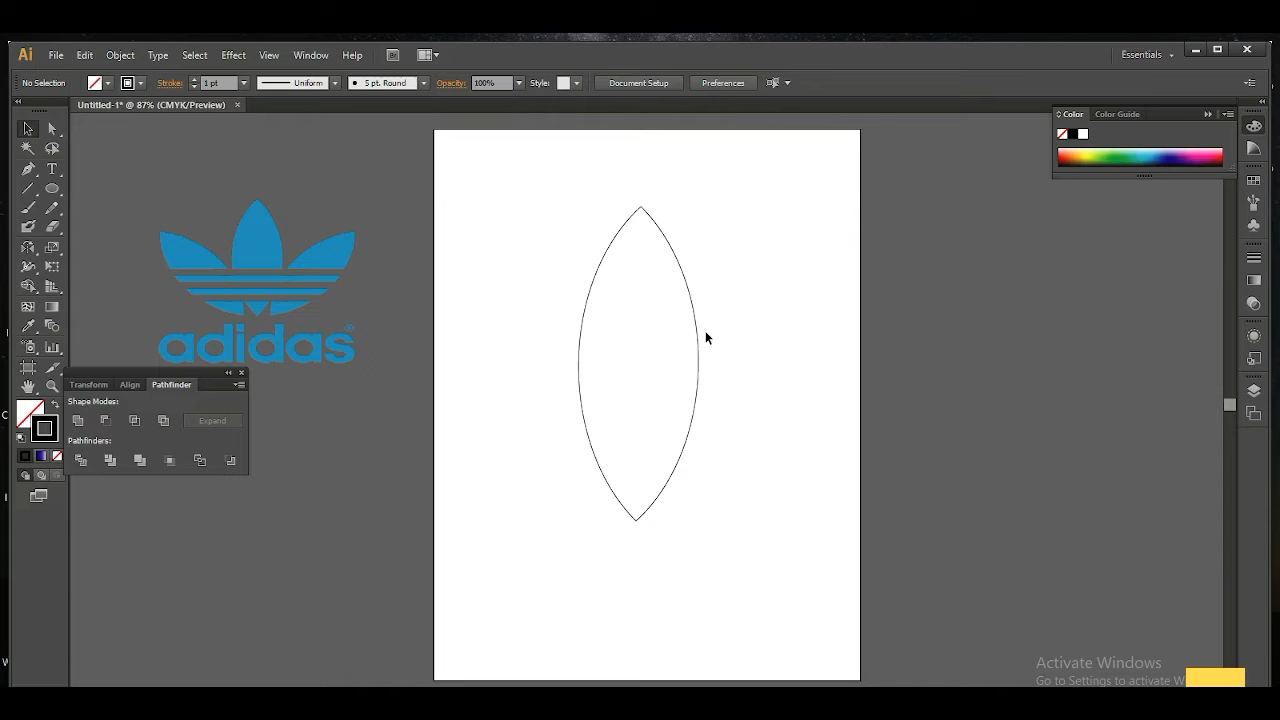 Ai File Edit Object Type Select Effect View Window Help Br Essentials
No Selection Stroke: 1 pt Uniform 5 pt. Round Opacity: 100% Style: Document Setup Preferences
Untitled-1* @ 87% (CMYK/Preview)
Color Color Guide
adidas
Transform Align Pathfinder
Shape Modes:
Expand
Pathfinders:
Activate Windows
Go to Settings to activate W